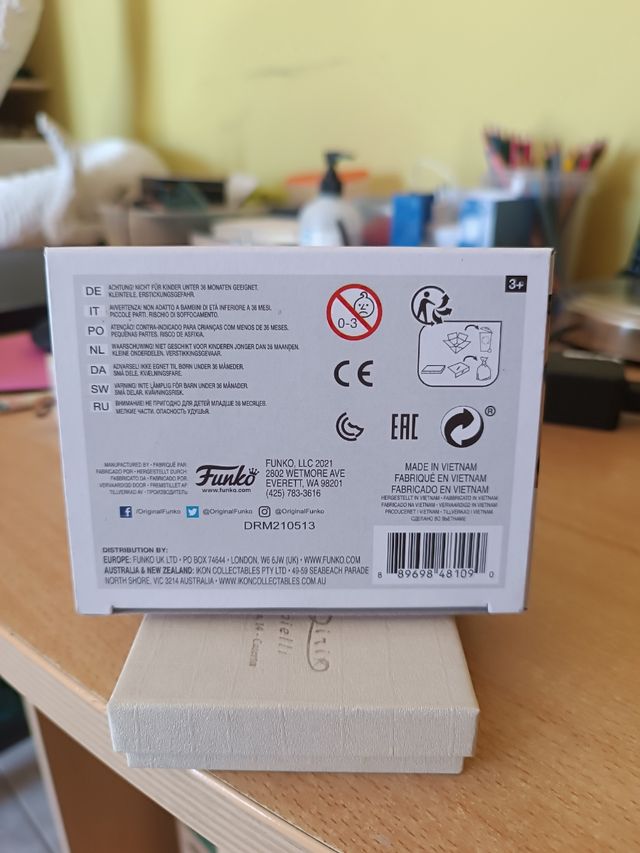 3+
DE ACHTUNG! NICHT FÜR KINDER UNTER 36 MONATEN GEEIGNET.
KLEINTEILE. ERSTICKUNGSGEFAHR.
IT AVVERTENZA! NON ADATTO A BAMBINI DI ETÀ INFERIORE A 36 MESI.
PICCOLE PARTI. RISCHIO DI SOFFOCAMENTO.
PO ATENÇÃO! CONTRA-INDICADO PARA CRIANÇAS COM MENOS DE 36 MESES.
PEQUENAS PARTES. RISCO DE ASFIXIA.
NL WAARSCHUWING! NIET GESCHIKT VOOR KINDEREN JONGER DAN 36 MAANDEN.
KLEINE ONDERDELEN. VERSTIKKINGSGEVAAR.
DA ADVARSEL! IKKE EGNET TIL BØRN UNDER 36 MÅNEDER.
SMÅ DELE. KVÆLNINGSFARE.
SW VARNING! INTE LÄMPLIG FÖR BARN UNDER 36 MÅNADER.
SMÅ DELAR. KVÄVNINGSRISK.
RU ВНИМАНИЕ! НЕ ПРИГОДНО ДЛЯ ДЕТЕЙ МЛАДШЕ 36 МЕСЯЦЕВ.
МЕЛКИЕ ЧАСТИ. ОПАСНОСТЬ УДУШЬЯ.
0-3
CE
EAC
®
MANUFACTURED BY • FABRIQUÉ PAR
FABRICADO POR • HERGESTELLT DURCH
FABBRICATO DA • FABRICADO POR
VERVAARDIGD DOOR • FREMSTILLET AF
TILLVERKAD AV • ПРОИЗВОДИТЕЛЬ
Funko
www.funko.com
FUNKO, LLC 2021
2802 WETMORE AVE
EVERETT, WA 98201
(425) 783-3616
/OriginalFunko @OriginalFunko @OriginalFunko
DRM210513
MADE IN VIETNAM
FABRIQUÉ EN VIETNAM
FABRICADO EN VIETNAM
HERGESTELLT IN VIETNAM • FABBRICATO IN VIETNAM
FABRICADO NO VIETNAM • VERVAARDIGD IN VIETNAM
PRODUCERET I VIETNAM • TILLVERKAD I VIETNAM
СДЕЛАНО ВО ВЬЕТНАМЕ
8 89698 48109 0
DISTRIBUTION BY:
EUROPE: FUNKO UK LTD • PO BOX 74644 • LONDON, W6 6JW (UK) • WWW.FUNKO.COM
AUSTRALIA & NEW ZEALAND: IKON COLLECTABLES PTY LTD • 49-59 SEABEACH PARADE
NORTH SHORE, VIC 3214 AUSTRALIA • WWW.IKONCOLLECTABLES.COM.AU